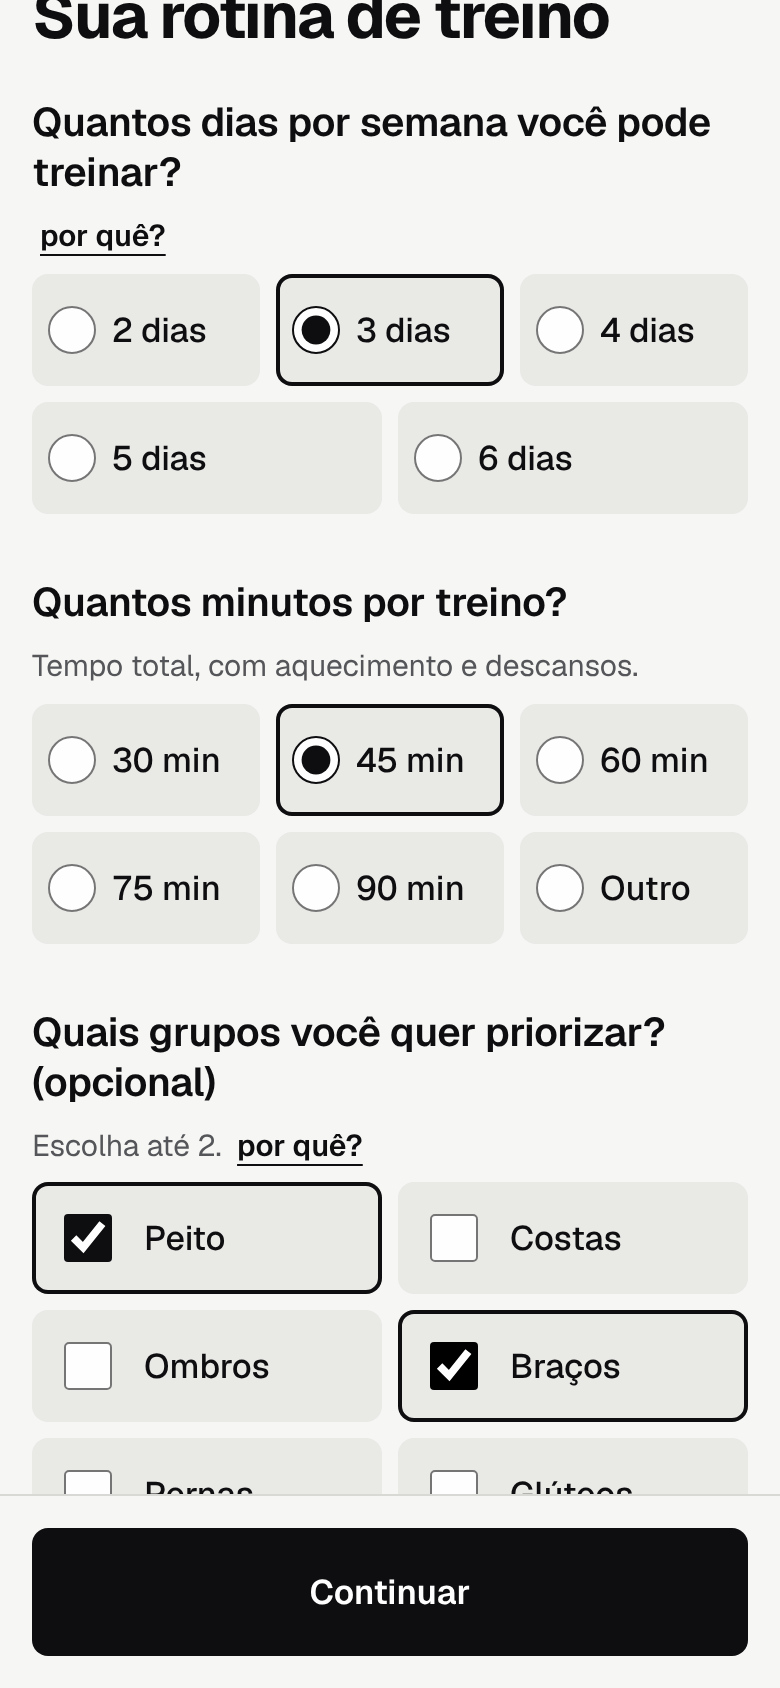 Sua rotina de treino
Quantos dias por semana você pode
treinar?
por quê?
2 dias
3 dias
4 dias
5 dias
6 dias
Quantos minutos por treino?
Tempo total, com aquecimento e descansos.
30 min
45 min
60 min
75 min
90 min
Outro
Quais grupos você quer priorizar?
(opcional)
Escolha até 2. por quê?
Peito
Costas
Ombros
Braços
Pernas
Glúteos
Continuar